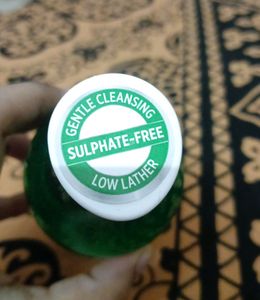 GENTLE CLEANSING
SULPHATE-FREE
LOW LATHER